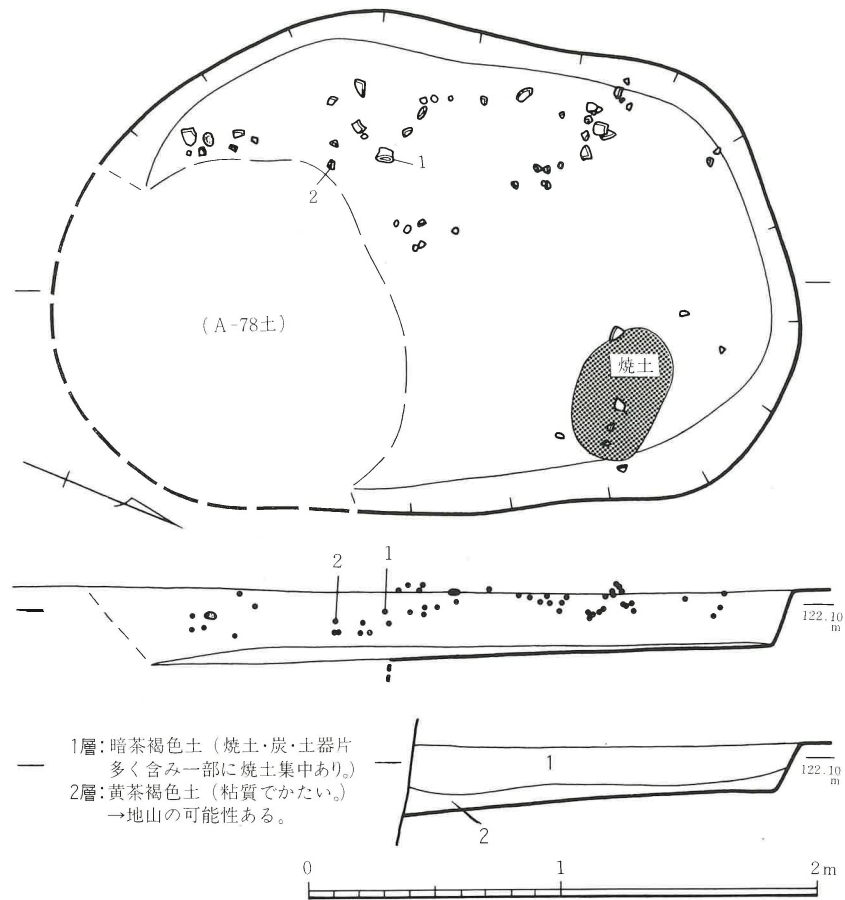 1
2
(A-78土)
焼土
2
1
122.10
m
1層:暗茶褐色土(焼土・炭・土器片
多く含み一部に焼土集中あり。)
2層:黄茶褐色土(粘質でかたい。)
→地山の可能性ある。
1
122.10
m
2
0
1
2m